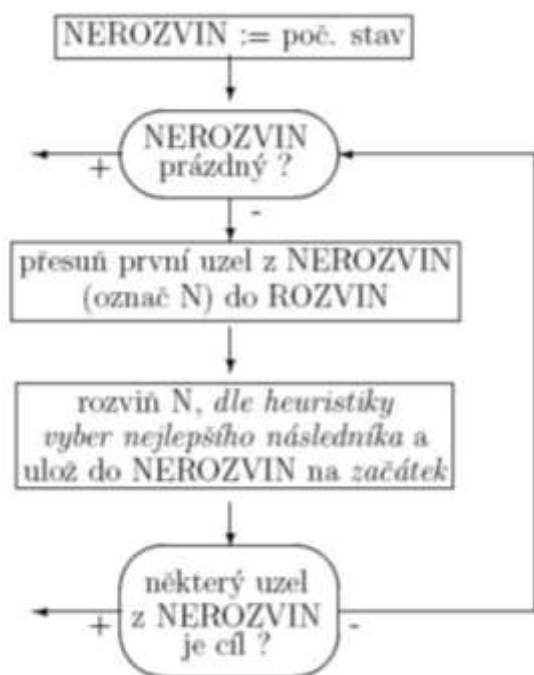 NEROZVIN := poč. stav
NEROZVIN
prázdný ?
+
-
přesuň první uzel z NEROZVIN
(označ N) do ROZVIN
rozviň N, dle heuristiky
vyber nejlepšího následníka a
ulož do NEROZVIN na začátek
některý uzel
z NEROZVIN
je cíl ?
+
-